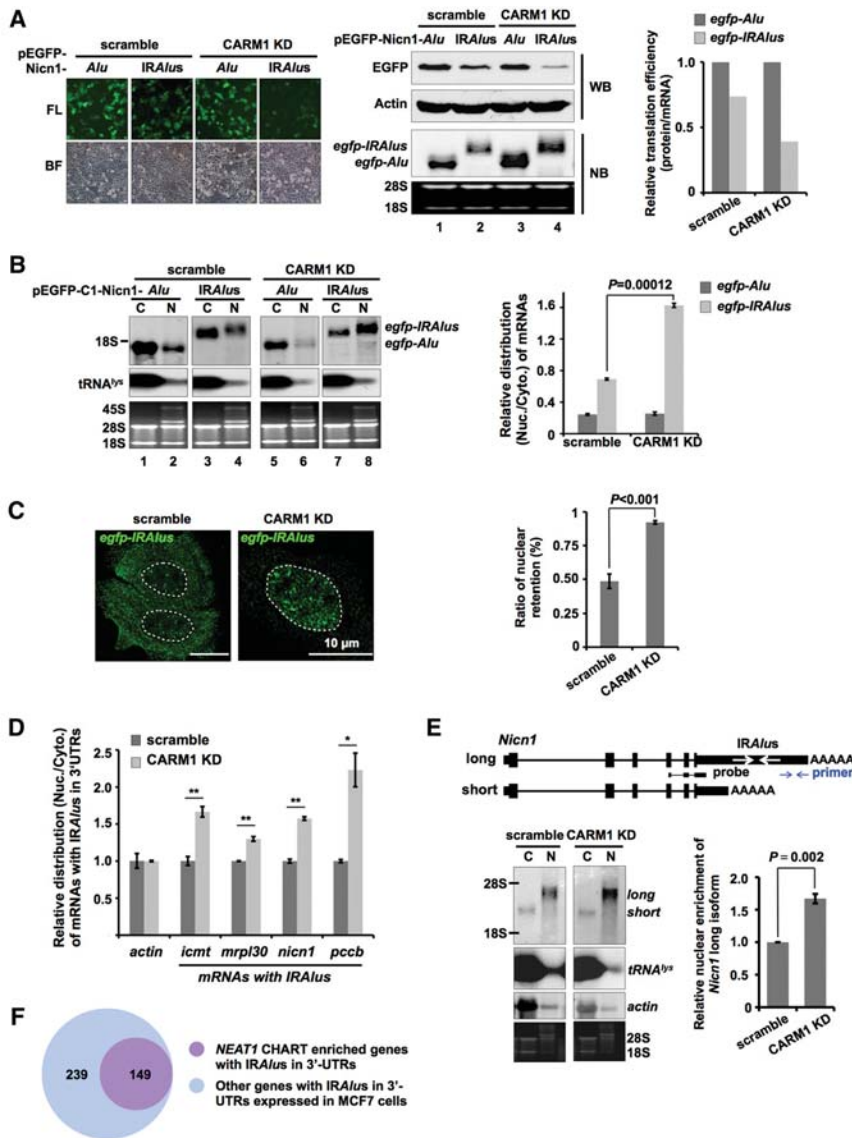 A
scramble
CARM1 KD
pEGFP-
Nicn1-
Alu
IRAlus
Alu
IRAlus
FL
BF
scramble
CARM1 KD
pEGFP-Nicn1-Alu IRAlus Alu IRAlus
EGFP
Actin
WB
egfp-IRAlus
egfp-Alu
NB
28S
18S
1 2 3 4
egfp-Alu
egfp-IRAlus
Relative translation efficiency
(protein/mRNA)
1.0
0.5
0
scramble
CARM1 KD
B
scramble
CARM1 KD
pEGFP-C1-Nicn1- Alu IRAlus Alu IRAlus
C N C N C N C N
18S
egfp-IRAlus
egfp-Alu
tRNAlys
45S
28S
18S
1 2 3 4 5 6 7 8
P=0.00012
egfp-Alu
egfp-IRAlus
Relative distribution
(Nuc./Cyto.) of mRNAs
1.6
1.2
0.8
0.4
0
scramble
CARM1 KD
C
scramble
CARM1 KD
egfp-IRAlus
egfp-IRAlus
10 µm
P<0.001
Ratio of nuclear
retention (%)
1
0.75
0.50
0.25
0
scramble
CARM1 KD
D
scramble
CARM1 KD
Relative distribution (Nuc./Cyto.)
of mRNAs with IRAlus in 3'UTRs
2.5
2.0
1.5
1.0
0.5
** ** ** *
actin icmt mrpl30 nicn1 pccb
mRNAs with IRAlus
E
Nicn1
IRAlus
long
AAAAA
probe
primer
short
AAAAA
scramble CARM1 KD
C N C N
28S
18S
long
short
tRNAlys
actin
28S
18S
P = 0.002
Relative nuclear enrichment of
Nicn1 long isoform
2.0
1.5
1.0
0.5
0
scramble
CARM1 KD
F
239
149
NEAT1 CHART enriched genes
with IRAlus in 3'-UTRs
Other genes with IRAlus in 3'-
UTRs expressed in MCF7 cells